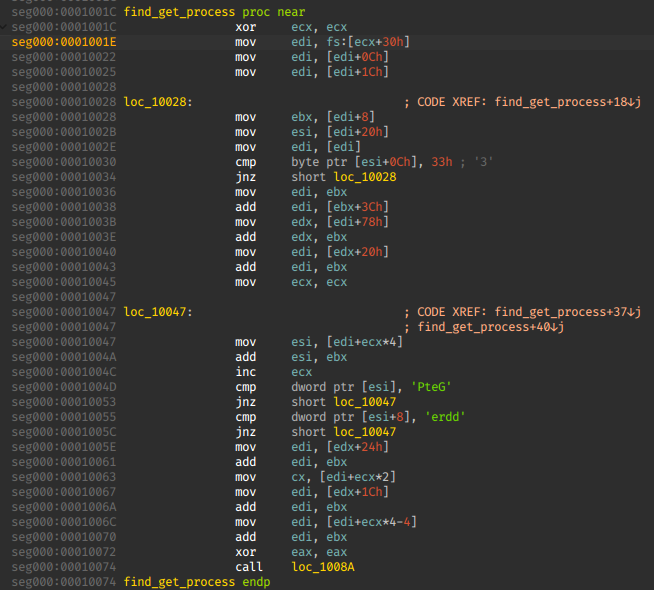 seg000:0001001C find_get_process proc near
seg000:0001001C xor ecx, ecx
seg000:0001001E mov edi, fs:[ecx+30h]
seg000:00010022 mov edi, [edi+0Ch]
seg000:00010025 mov edi, [edi+1Ch]
seg000:00010028
seg000:00010028 loc_10028: ; CODE XREF: find_get_process+18↓j
seg000:00010028 mov ebx, [edi+8]
seg000:0001002B mov esi, [edi+20h]
seg000:0001002E mov edi, [edi]
seg000:00010030 cmp byte ptr [esi+0Ch], 33h ; '3'
seg000:00010034 jnz short loc_10028
seg000:00010036 mov edi, ebx
seg000:00010038 add edi, [ebx+3Ch]
seg000:0001003B mov edx, [edi+78h]
seg000:0001003E add edx, ebx
seg000:00010040 mov edi, [edx+20h]
seg000:00010043 add edi, ebx
seg000:00010045 mov ecx, ecx
seg000:00010047
seg000:00010047 loc_10047: ; CODE XREF: find_get_process+37↓j
seg000:00010047 ; find_get_process+40↓j
seg000:00010047 mov esi, [edi+ecx*4]
seg000:0001004A add esi, ebx
seg000:0001004C inc ecx
seg000:0001004D cmp dword ptr [esi], 'PteG'
seg000:00010053 jnz short loc_10047
seg000:00010055 cmp dword ptr [esi+8], 'erdd'
seg000:0001005C jnz short loc_10047
seg000:0001005E mov edi, [edx+24h]
seg000:00010061 add edi, ebx
seg000:00010063 mov cx, [edi+ecx*2]
seg000:00010067 mov edi, [edx+1Ch]
seg000:0001006A add edi, ebx
seg000:0001006C mov edi, [edi+ecx*4-4]
seg000:00010070 add edi, ebx
seg000:00010072 xor eax, eax
seg000:00010074 call loc_1008A
seg000:00010074 find_get_process endp